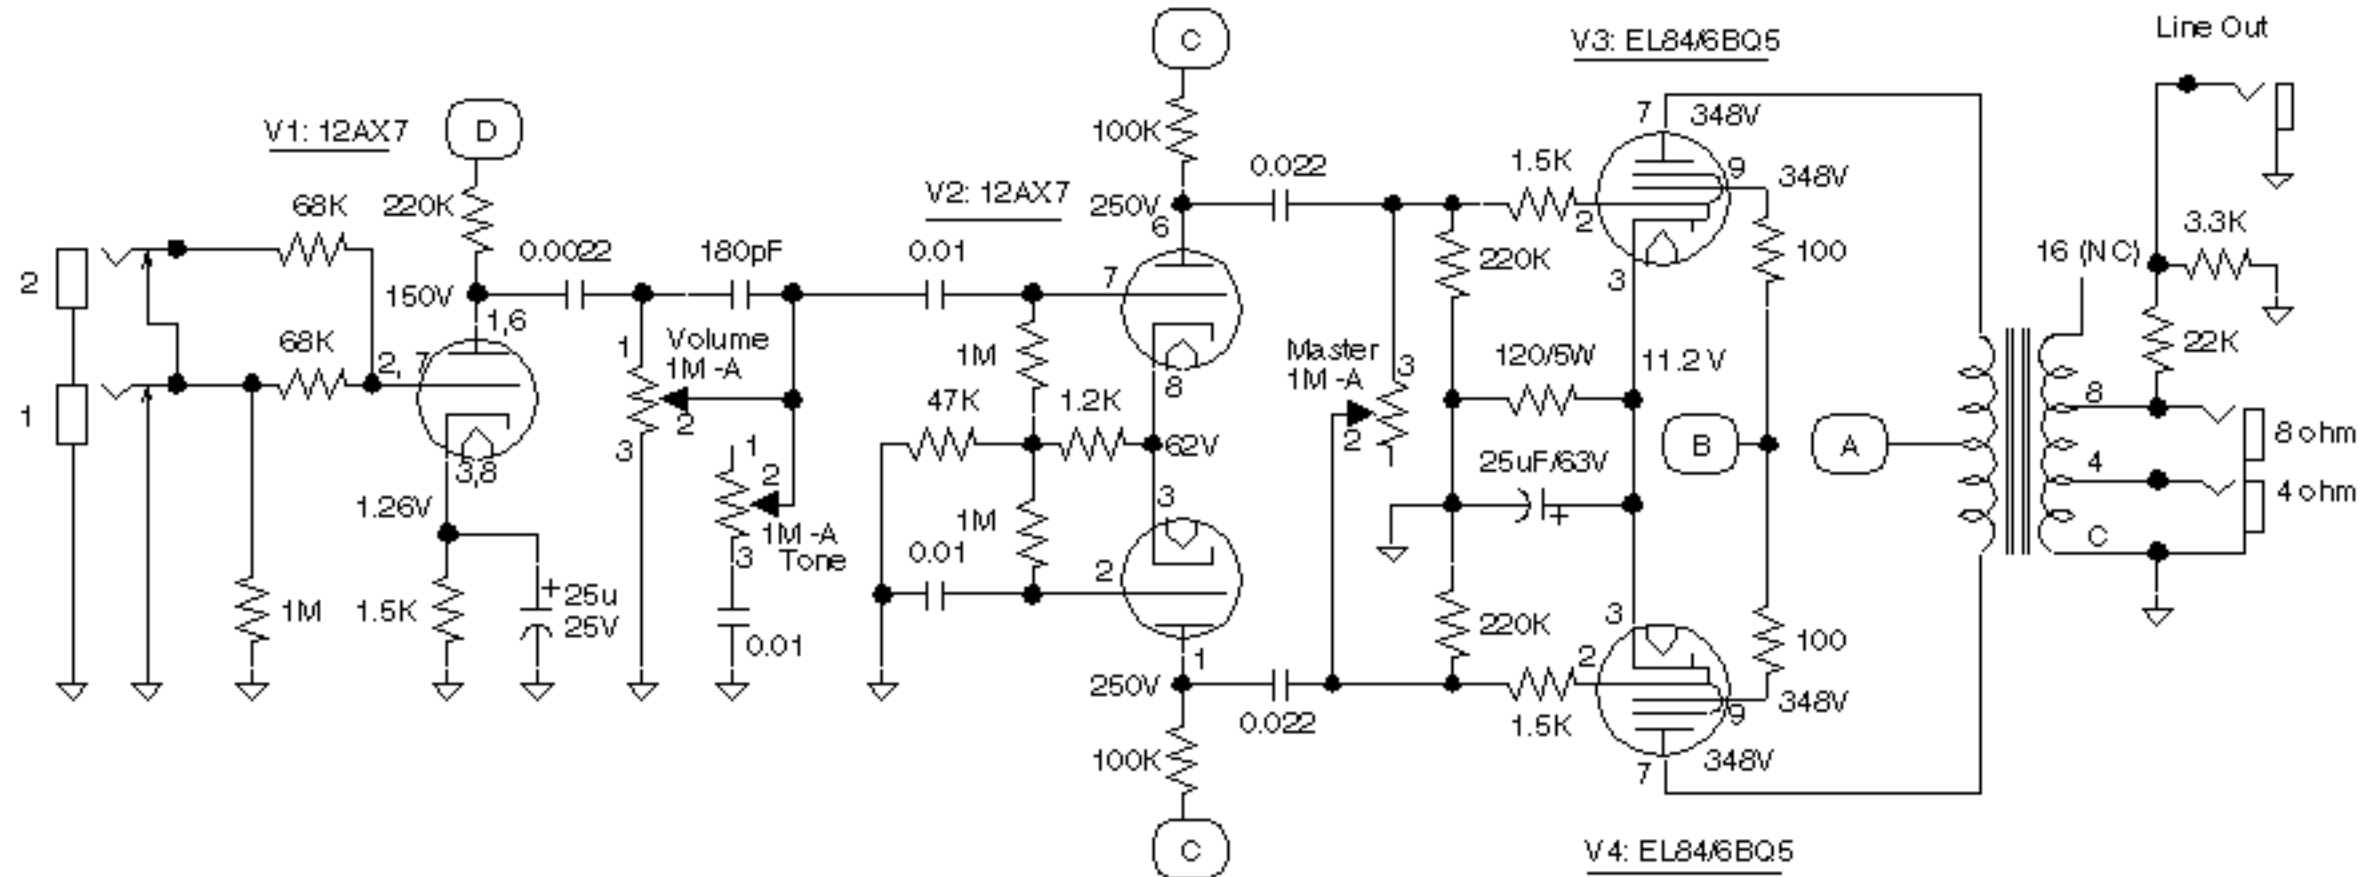 Line Out
C
V3: EL84/6BQ5
7
348V
V1: 12AX7
D
100K
0.022
1.5K
9
348V
V2: 12AX7
68K
220K
250V
6
2
220K
100
3.3K
16 (NC)
2
0.0022
180pF
0.01
7
3
150V
1,6
68K
2, 7
1
Volume
1M -A
2
3
1M
8
47K
1.2K
62V
Master
1M -A
3
2
120/5W
11.2 V
22K
8
B
A
8 ohm
1
3,8
1.26V
1
2
1M -A
Tone
3
1M
0.01
3
2
25uF/63V
+
4
4 ohm
C
1M
1.5K
+
25u
25V
0.01
1
250V
0.022
220K
3
2
1.5K
100
9
348V
348V
7
100K
C
V4: EL84/6BQ5